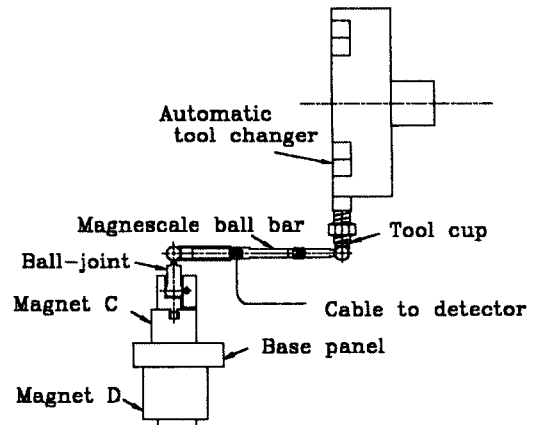 Automatic
tool changer
Magnescale ball bar
Tool cup
Ball-joint
Magnet C
Cable to detector
Base panel
Magnet D